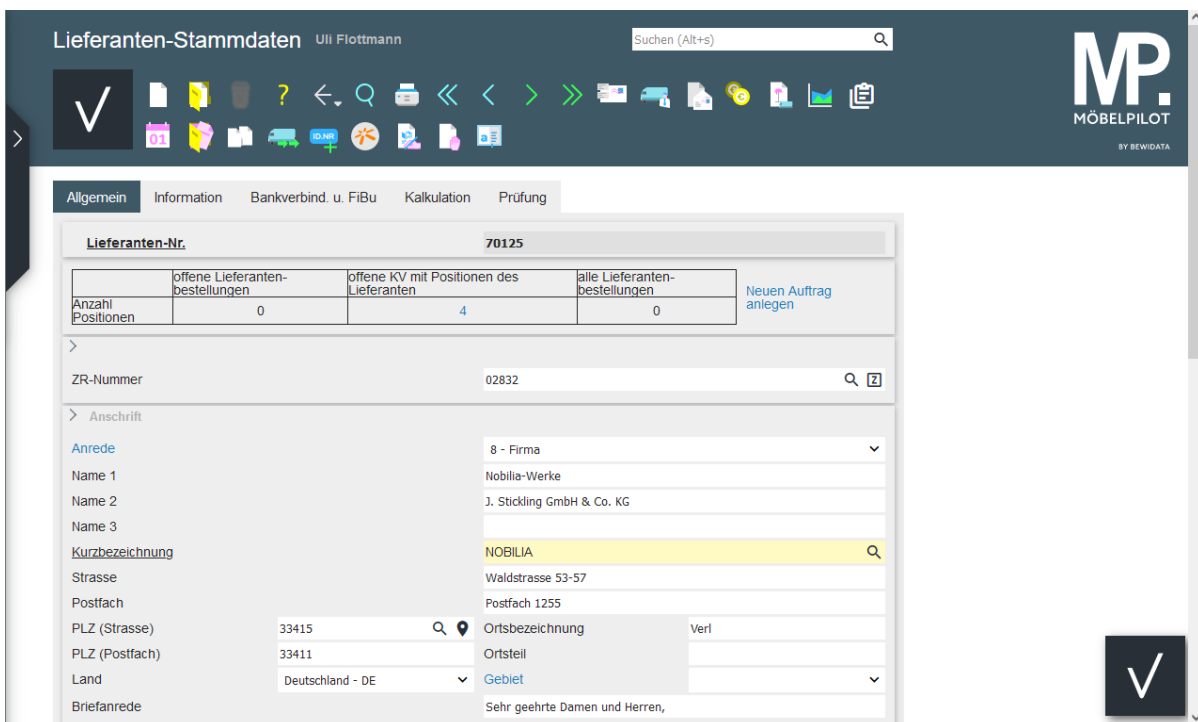 Lieferanten-Stammdaten Uli Flottmann
Suchen (Alt+s)
MP.
MÖBELPILOT
BY BEWIDATA
?
01
ID.NR
a
Allgemein Information Bankverbind. u. FiBu Kalkulation Prüfung
Lieferanten-Nr. 70125
offene Lieferanten-
bestellungen
offene KV mit Positionen des
Lieferanten
alle Lieferanten-
bestellungen
Anzahl
Positionen
0 4 0
Neuen Auftrag
anlegen
ZR-Nummer 02832 Z
Anschrift
Anrede 8 - Firma
Name 1 Nobilia-Werke
Name 2 J. Stickling GmbH & Co. KG
Name 3
Kurzbezeichnung NOBILIA
Strasse Waldstrasse 53-57
Postfach Postfach 1255
PLZ (Strasse) 33415 Ortsbezeichnung Verl
PLZ (Postfach) 33411 Ortsteil
Land Deutschland - DE Gebiet
Briefanrede Sehr geehrte Damen und Herren,